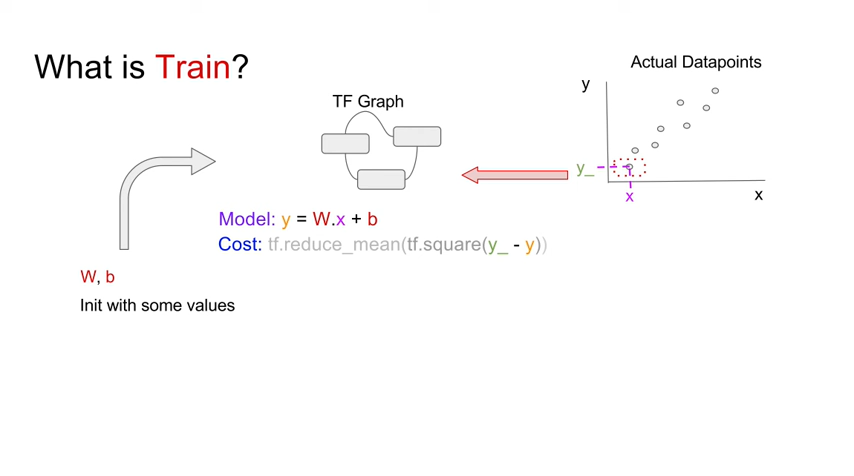 What is Train?
Actual Datapoints
y
TF Graph
y_
x
x
Model: y = W.x + b
Cost: tf.reduce_mean(tf.square(y_ - y))
W, b
Init with some values